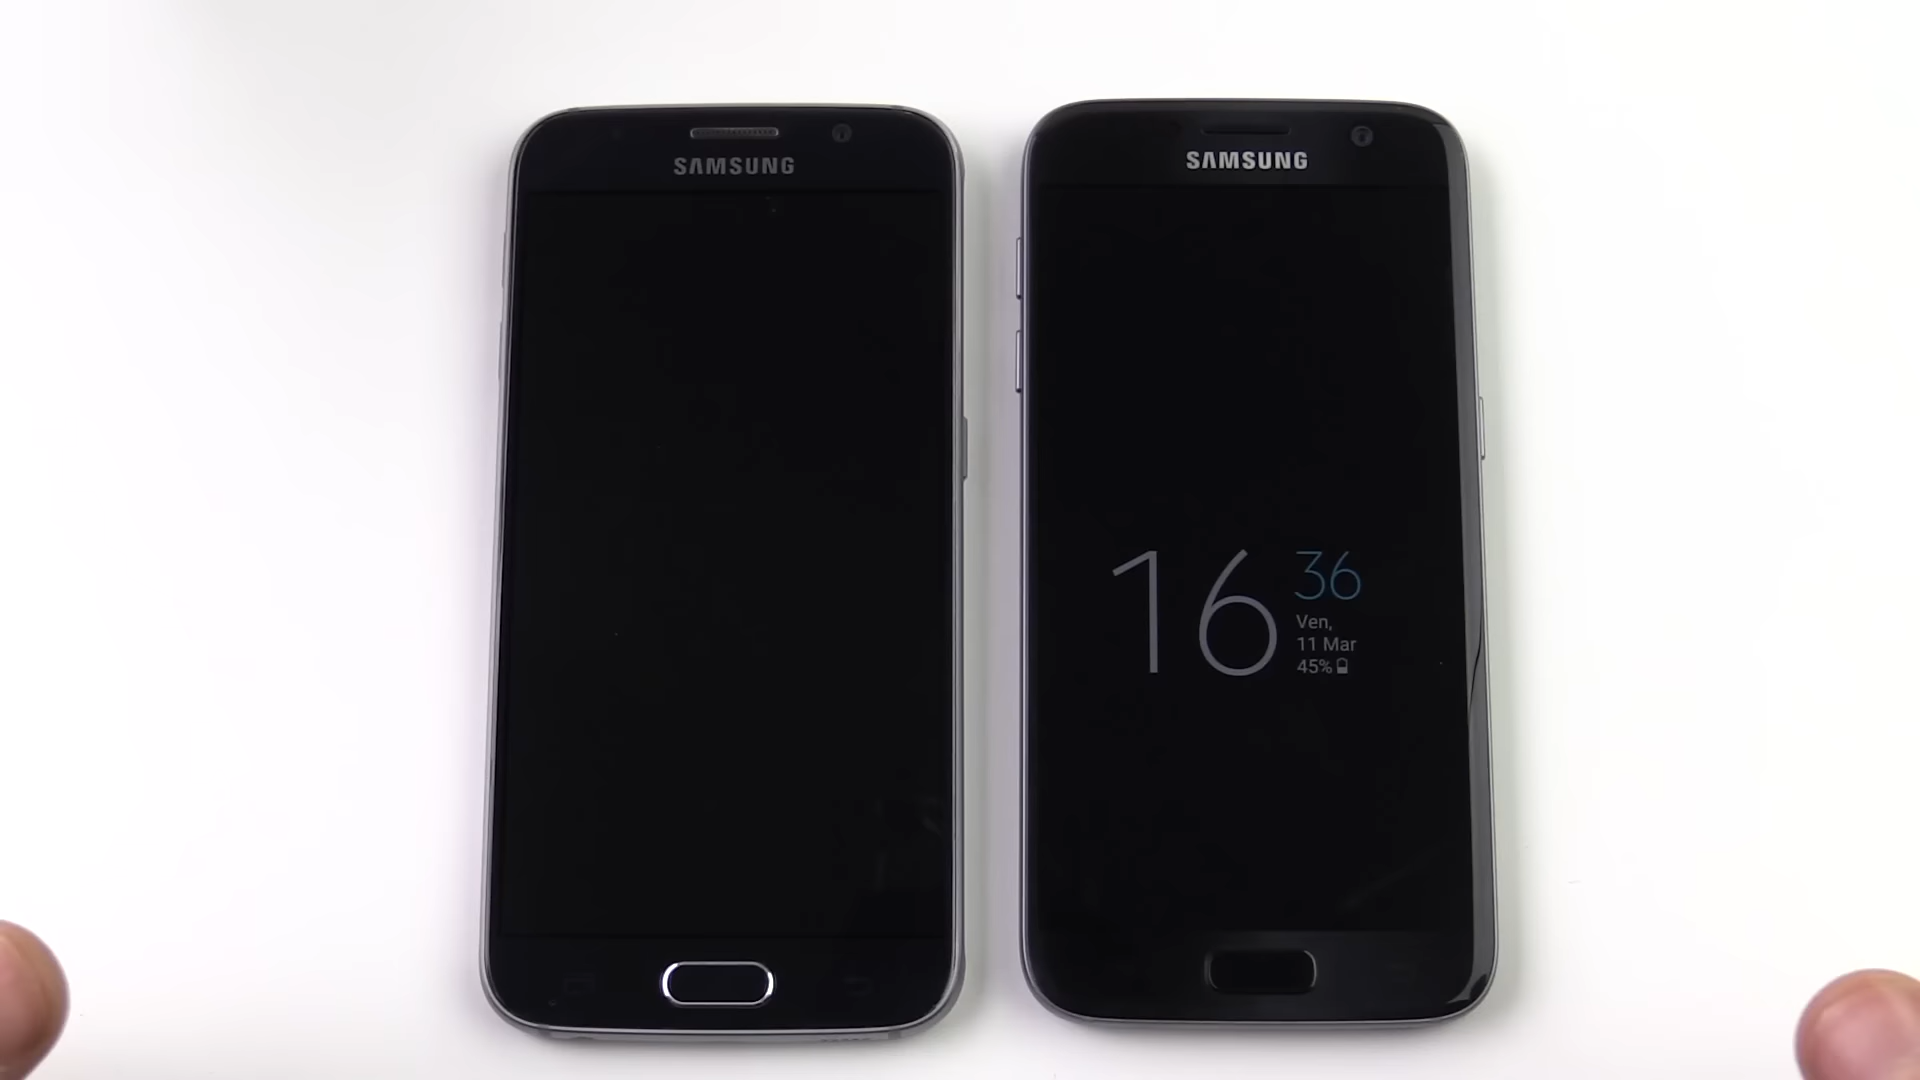 SAMSUNG
SAMSUNG
16 36
Ven,
11 Mar
45%